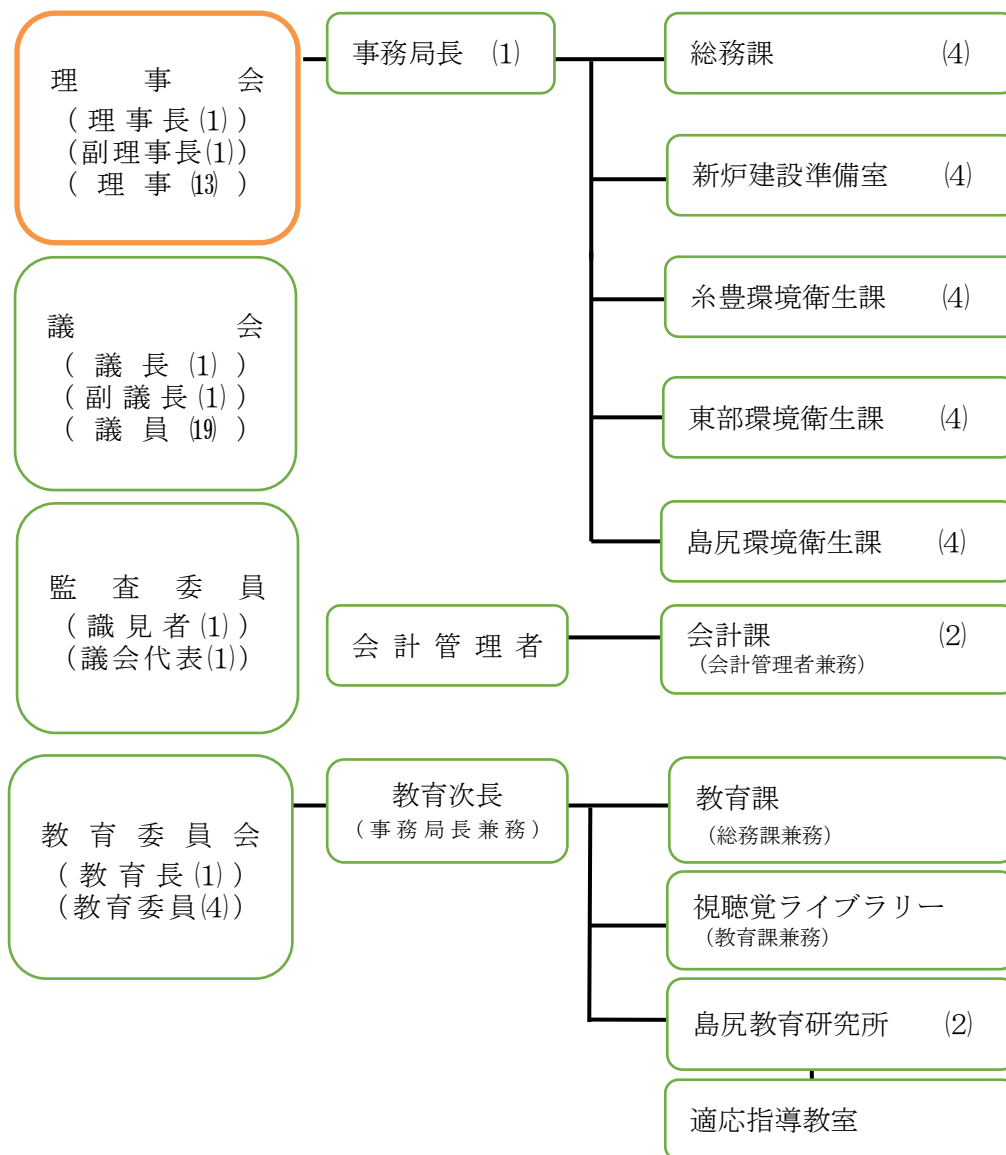 理事会
(理事長(1))
(副理事長(1))
(理事(13))
事務局長 (1)
総務課 (4)
新炉建設準備室 (4)
糸豊環境衛生課 (4)
東部環境衛生課 (4)
島尻環境衛生課 (4)
議会
(議長(1))
(副議長(1))
(議員(19))
監査委員
(識見者(1))
(議会代表(1))
会計管理者
会計課 (2)
(会計管理者兼務)
教育委員会
(教育長(1))
(教育委員(4))
教育次長
(事務局長兼務)
教育課
(総務課兼務)
視聴覚ライブラリー
(教育課兼務)
島尻教育研究所 (2)
適応指導教室